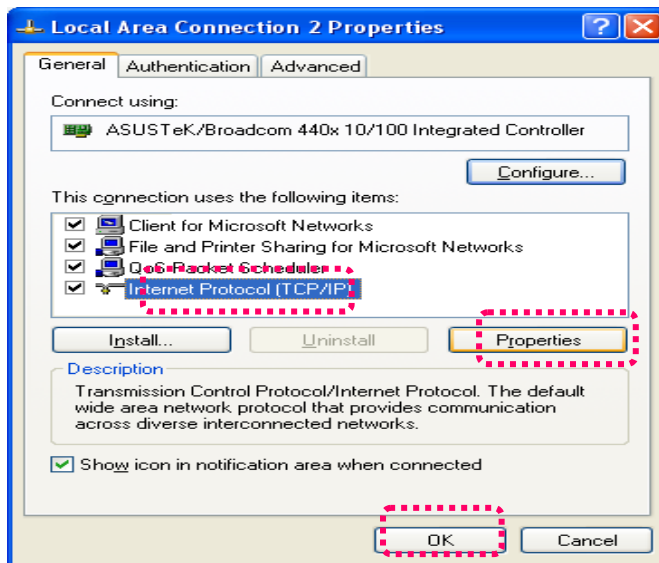 Local Area Connection 2 Properties
General Authentication Advanced
Connect using:
ASUSTeK/Broadcom 440x 10/100 Integrated Controller
Configure...
This connection uses the following items:
Client for Microsoft Networks
File and Printer Sharing for Microsoft Networks
QoS Packet Scheduler
Internet Protocol (TCP/IP)
Install... Uninstall Properties
Description
Transmission Control Protocol/Internet Protocol. The default
wide area network protocol that provides communication
across diverse interconnected networks.
Show icon in notification area when connected
OK Cancel